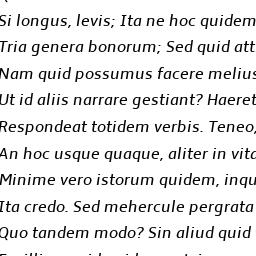 Si longus, levis; Ita ne hoc quidem
Tria genera bonorum; Sed quid att
Nam quid possumus facere melius
Ut id aliis narrare gestiant? Haeret
Respondeat totidem verbis. Teneo,
An hoc usque quaque, aliter in vita
Minime vero istorum quidem, inqu
Ita credo. Sed mehercule pergrata
Quo tandem modo? Sin aliud quid